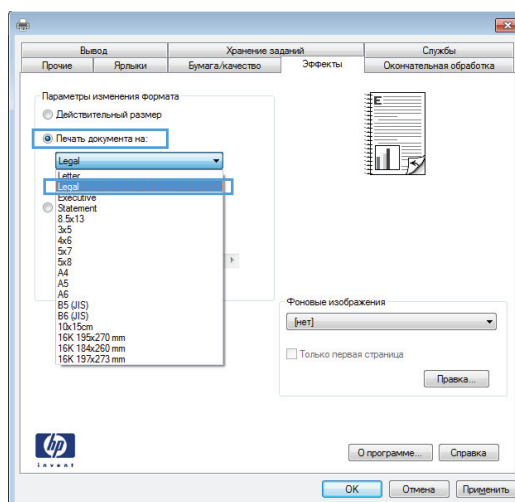 Вывод
Хранение заданий
Службы
Прочие
Ярлыки
Бумага/качество
Эффекты
Окончательная обработка
Параметры изменения формата
Действительный размер
Печать документа на:
Legal
Letter
Legal
Executive
Statement
8.5x13
3x5
4x6
5x7
5x8
A4
A5
A6
B5 (JIS)
B6 (JIS)
10x15cm
16K 195x270 mm
16K 184x260 mm
16K 197x273 mm
E
Фоновые изображения
[нет]
Только первая страница
Правка...
hp
invent
О программе...
Справка
OK
Отмена
Применить